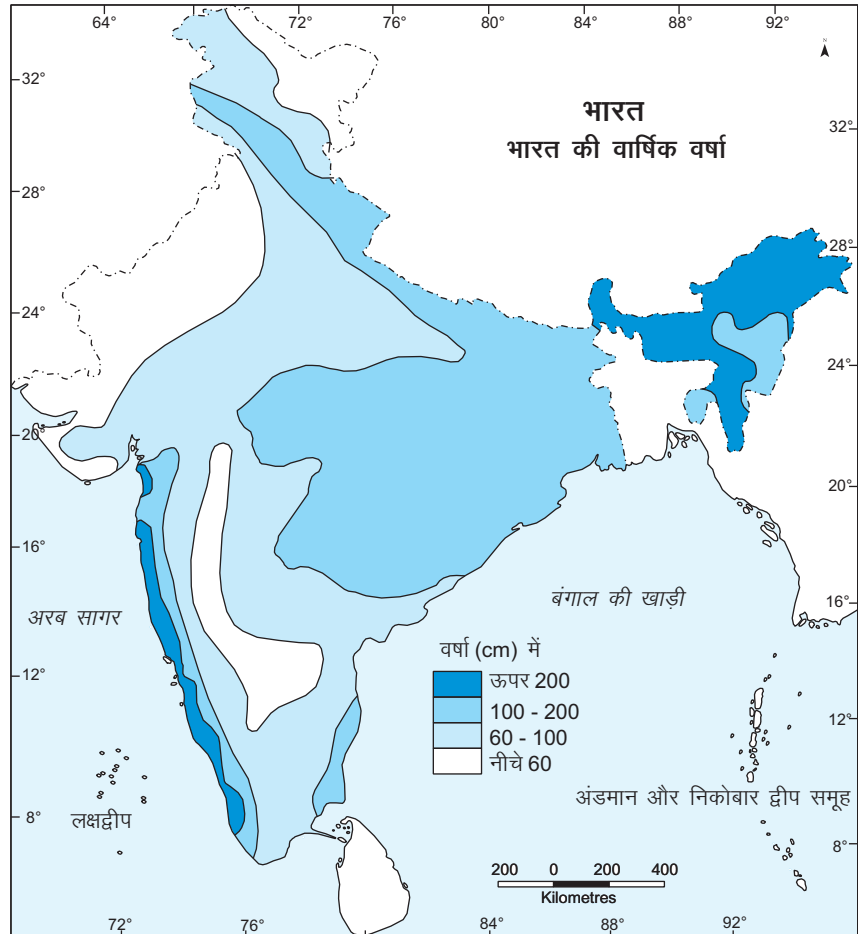 64° 72° 76° 80° 84° 88° 92°
N
भारत
भारत की वार्षिक वर्षा
32° 32°
28° 28°
24° 24°
20° 20°
16° 16°
अरब सागर
बंगाल की खाड़ी
वर्षा (cm) में
ऊपर 200
100 - 200
60 - 100
नीचे 60
12° 12°
अंडमान और निकोबार द्वीप समूह
लक्षद्वीप
8° 8°
200 0 200 400
Kilometres
72° 76° 84° 88° 92°